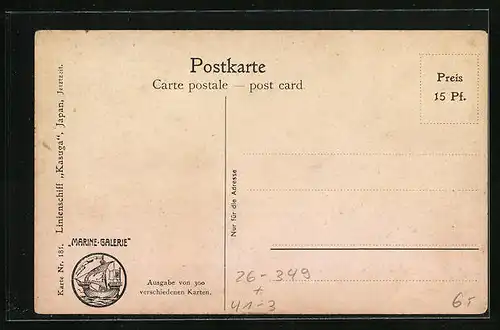 Postkarte
Carte postale — post card
Preis
15 Pf.
Karte Nr. 181. Linienschiff „Kasuga“, Japan, Jetztzeit.
Nur für die Adresse
„MARINE-GALERIE“
Ausgabe von 300
verschiedenen Karten.
26-349
+
41-3